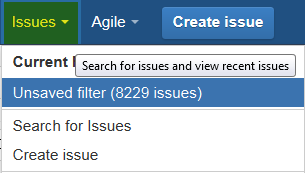 Issues Agile Create issue
Current
Search for issues and view recent issues
Unsaved filter (8229 issues)
Search for Issues
Create issue